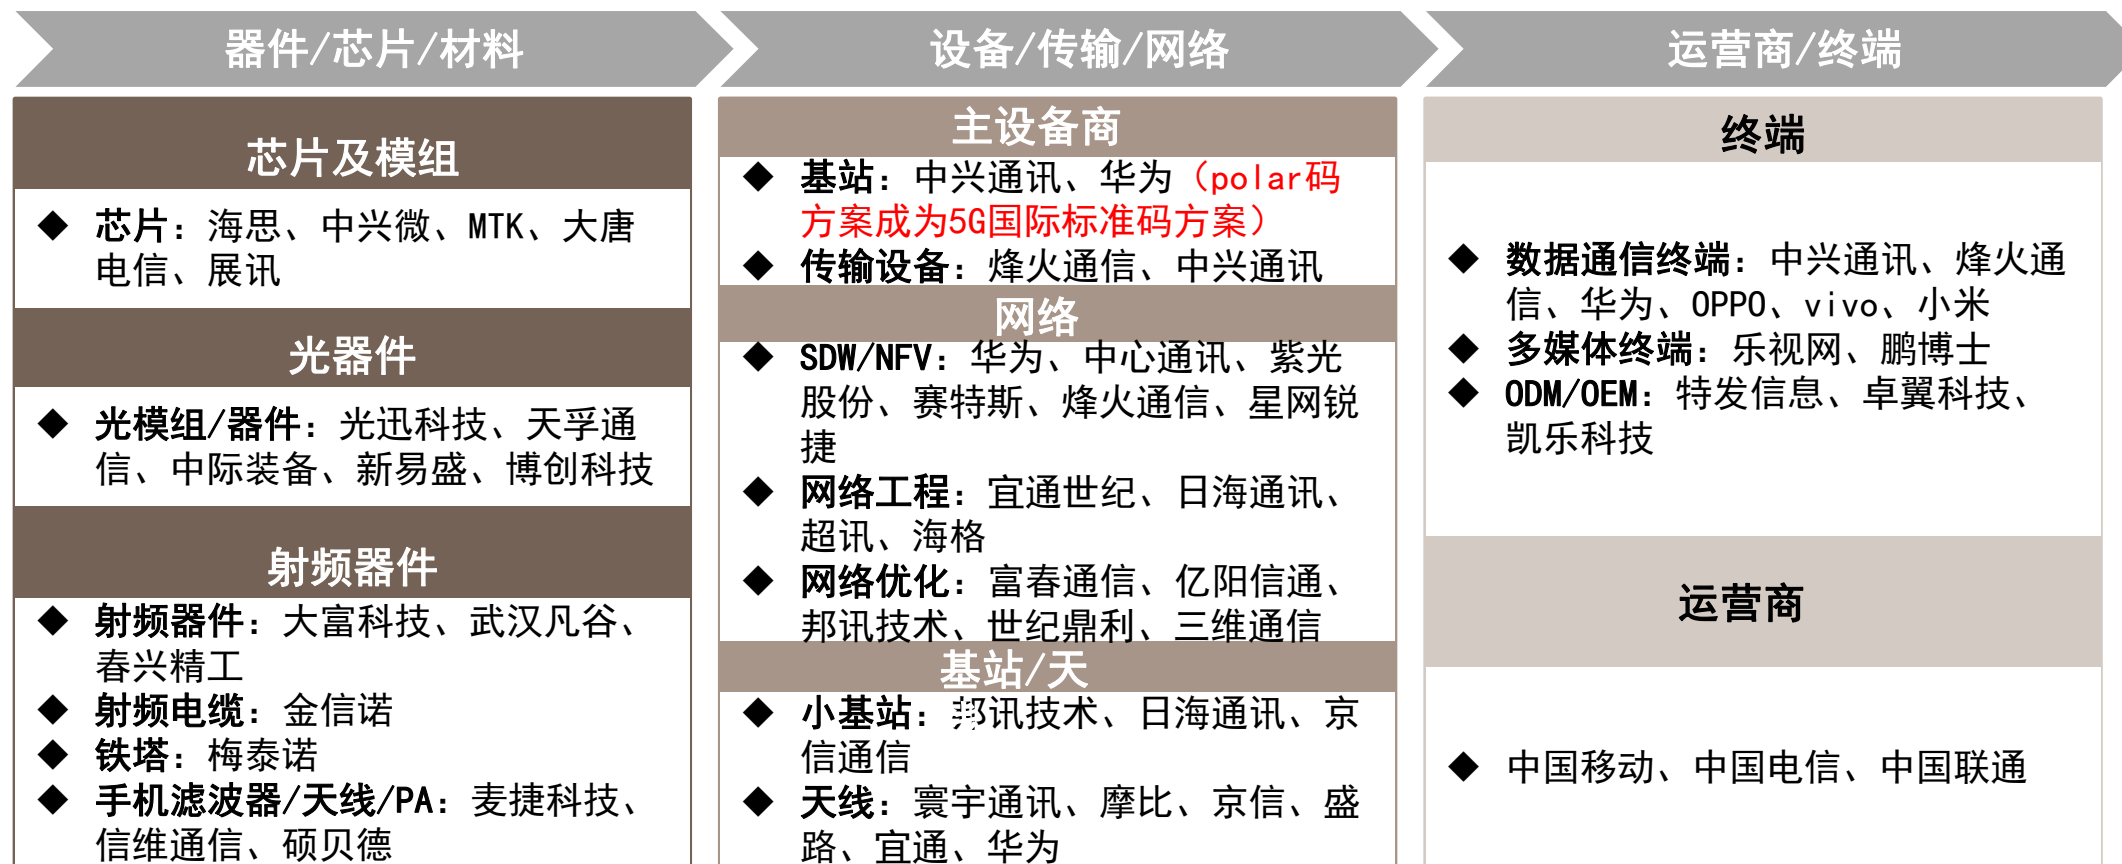 器件/芯片/材料
芯片及模组
◆ 芯片：海思、中兴微、MTK、大唐
电信、展讯
光器件
◆ 光模组/器件：光迅科技、天孚通
信、中际装备、新易盛、博创科技
射频器件
◆ 射频器件：大富科技、武汉凡谷、
春兴精工
◆ 射频电缆：金信诺
◆ 铁塔：梅泰诺
◆ 手机滤波器/天线/PA：麦捷科技、
信维通信、硕贝德
设备/传输/网络
主设备商
◆ 基站：中兴通讯、华为（polar码
方案成为5G国际标准码方案）
◆ 传输设备：烽火通信、中兴通讯
网络
◆ SDW/NFV：华为、中心通讯、紫光
股份、赛特斯、烽火通信、星网锐
捷
◆ 网络工程：宜通世纪、日海通讯、
超讯、海格
◆ 网络优化：富春通信、亿阳信通、
邦讯技术、世纪鼎利、三维通信
基站/天
◆ 小基站：邦讯技术、日海通讯、京
信通信
◆ 天线：寰宇通讯、摩比、京信、盛
路、宜通、华为
运营商/终端
终端
◆ 数据通信终端：中兴通讯、烽火通
信、华为、OPPO、vivo、小米
◆ 多媒体终端：乐视网、鹏博士
◆ ODM/OEM：特发信息、卓翼科技、
凯乐科技
运营商
◆ 中国移动、中国电信、中国联通